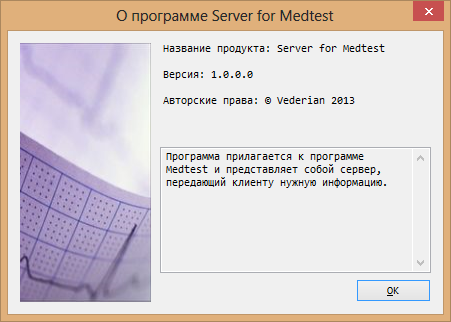 О программе Server for Medtest
Название продукта: Server for Medtest
Версия: 1.0.0.0
Авторские права: © Vederian 2013
Программа прилагается к программе
Medtest и представляет собой сервер,
передающий клиенту нужную информацию.
OK